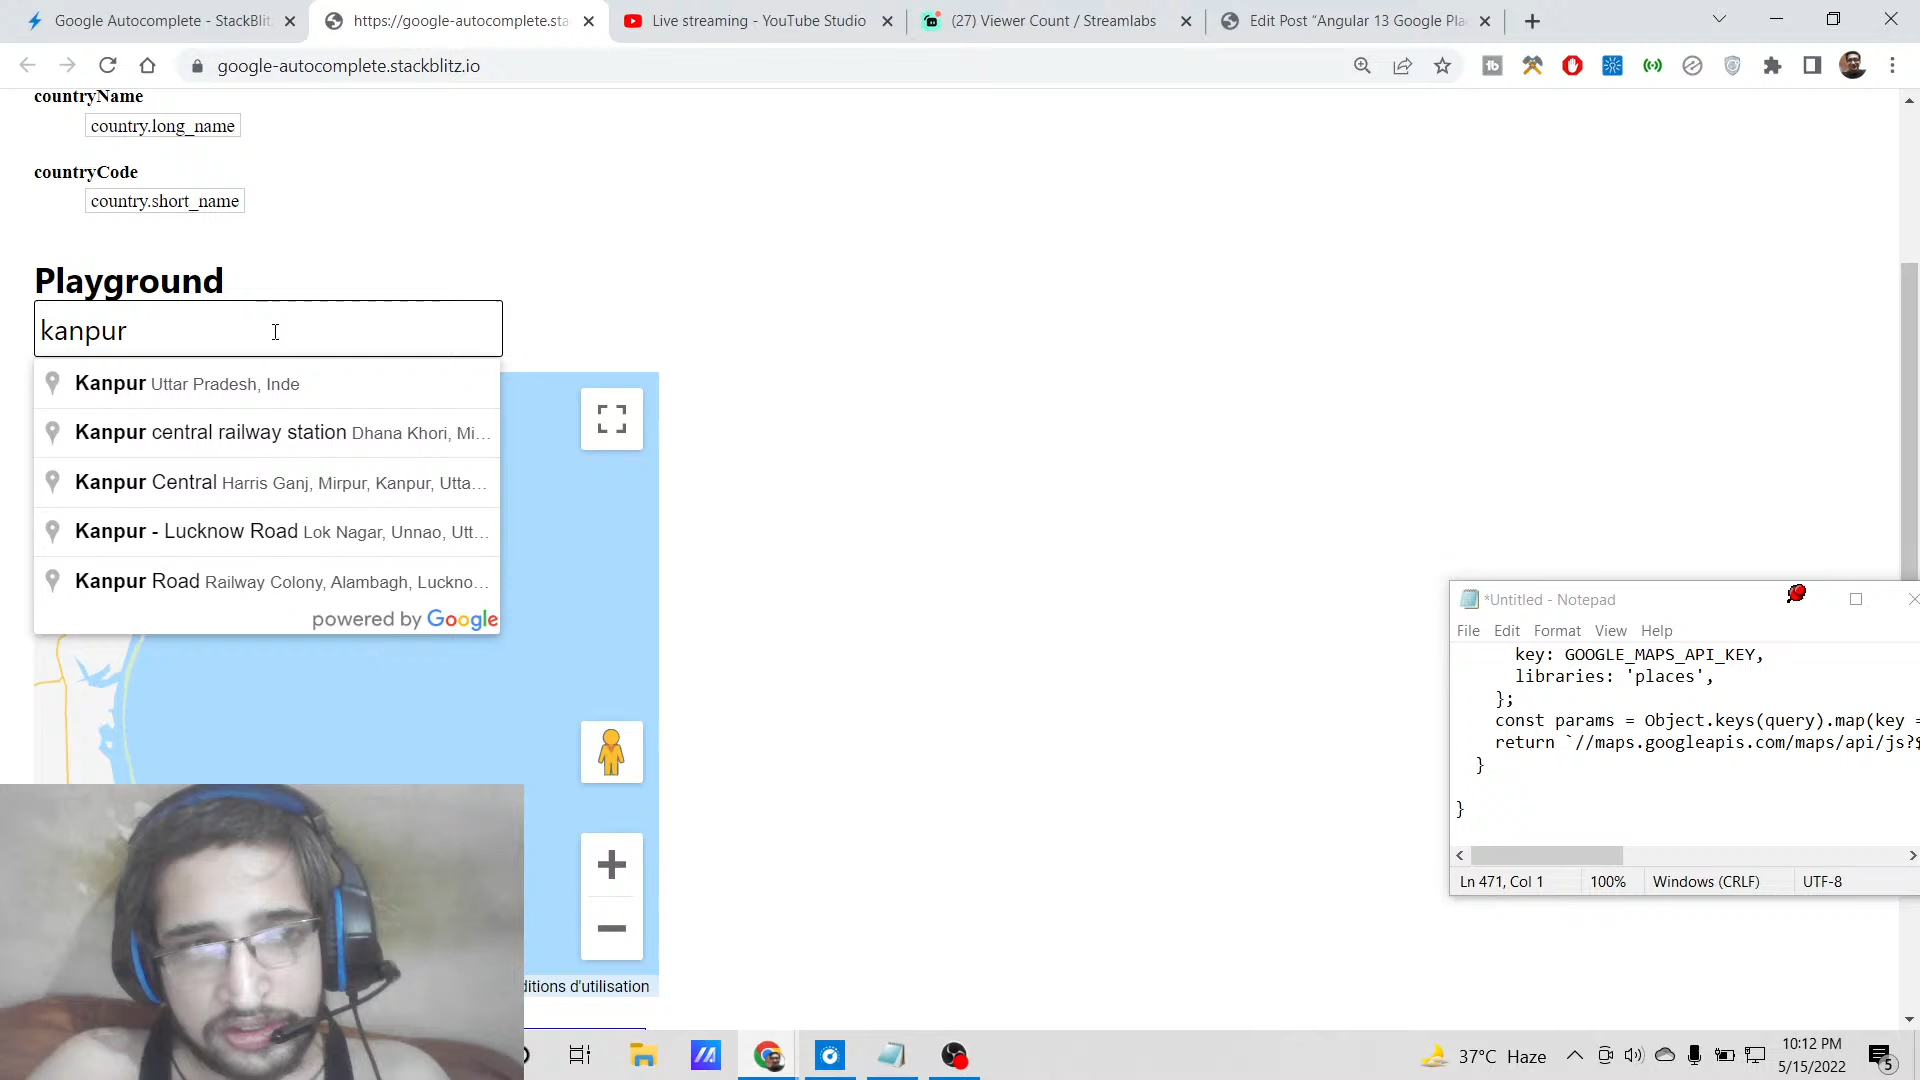 Google Autocomplete - StackBlit
https://google-autocomplete.sta
Live streaming - YouTube Studio
(27) Viewer Count / Streamlabs
Edit Post “Angular 13 Google Pla
google-autocomplete.stackblitz.io
countryName
country.long_name
countryCode
country.short_name
Playground
kanpur
Kanpur Uttar Pradesh, Inde
Kanpur central railway station Dhana Khori, Mi...
Kanpur Central Harris Ganj, Mirpur, Kanpur, Utta...
Kanpur - Lucknow Road Lok Nagar, Unnao, Utt...
Kanpur Road Railway Colony, Alambagh, Luckno...
powered by Google
ditions d'utilisation
*Untitled - Notepad
File Edit Format View Help
key: GOOGLE_MAPS_API_KEY,
libraries: 'places',
};
const params = Object.keys(query).map(key =
return `//maps.googleapis.com/maps/api/js?$
}
}
Ln 471, Col 1 100% Windows (CRLF) UTF-8
37°C Haze
10:12 PM
5/15/2022
5